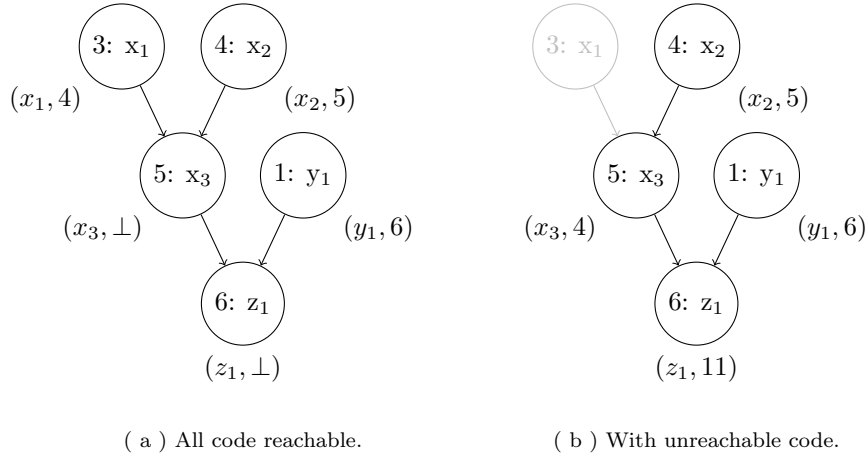 3: x₁ 4: x₂ 3: x₁ 4: x₂
(x₁, 4) (x₂, 5) (x₂, 5)
5: x₃ 1: y₁ 5: x₃ 1: y₁
(x₃, ⊥) (y₁, 6) (x₃, 4) (y₁, 6)
6: z₁ 6: z₁
(z₁, ⊥) (z₁, 11)
( a ) All code reachable. ( b ) With unreachable code.